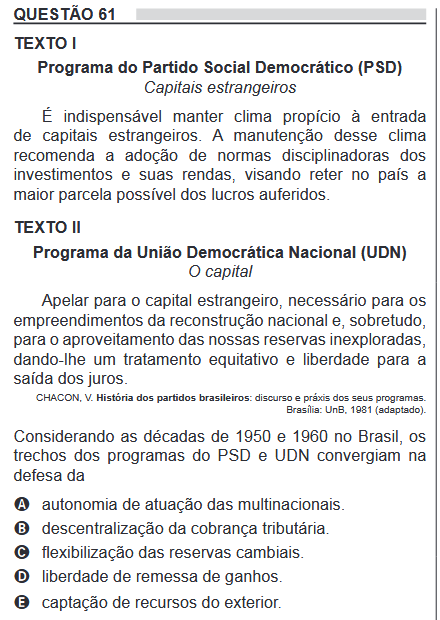 QUESTÃO 61
TEXTO I
Programa do Partido Social Democrático (PSD)
Capitais estrangeiros
É indispensável manter clima propício à entrada
de capitais estrangeiros. A manutenção desse clima
recomenda a adoção de normas disciplinadoras dos
investimentos e suas rendas, visando reter no país a
maior parcela possível dos lucros auferidos.
TEXTO II
Programa da União Democrática Nacional (UDN)
O capital
Apelar para o capital estrangeiro, necessário para os
empreendimentos da reconstrução nacional e, sobretudo,
para o aproveitamento das nossas reservas inexploradas,
dando-lhe um tratamento equitativo e liberdade para a
saída dos juros.
CHACON, V. História dos partidos brasileiros: discurso e práxis dos seus programas.
Brasília: UnB, 1981 (adaptado).
Considerando as décadas de 1950 e 1960 no Brasil, os
trechos dos programas do PSD e UDN convergiam na
defesa da
A autonomia de atuação das multinacionais.
B descentralização da cobrança tributária.
C flexibilização das reservas cambiais.
D liberdade de remessa de ganhos.
E captação de recursos do exterior.